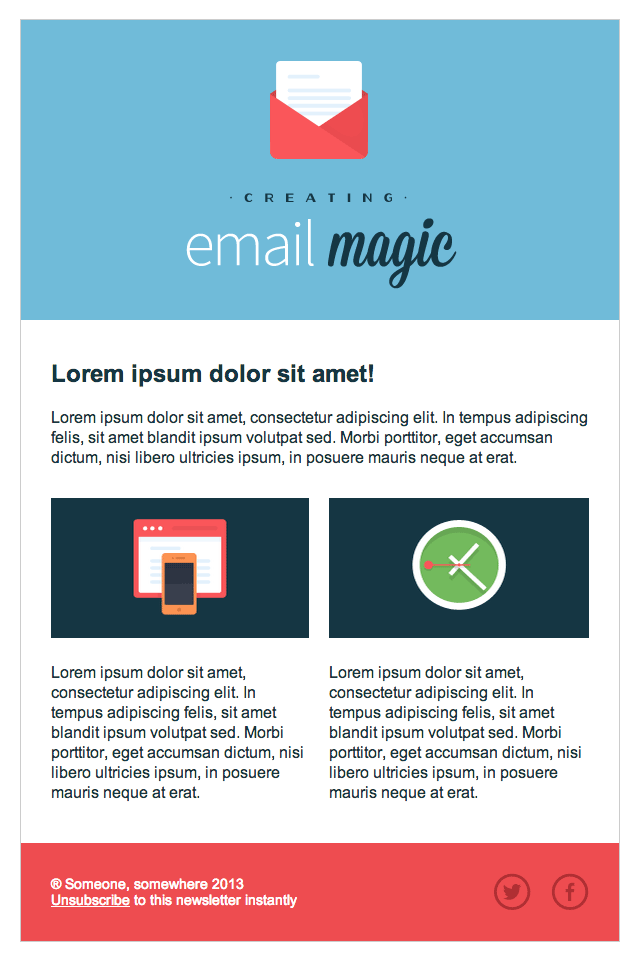 · CREATING ·
email magic
Lorem ipsum dolor sit amet!
Lorem ipsum dolor sit amet, consectetur adipiscing elit. In tempus adipiscing
felis, sit amet blandit ipsum volutpat sed. Morbi porttitor, eget accumsan
dictum, nisi libero ultricies ipsum, in posuere mauris neque at erat.
Lorem ipsum dolor sit amet,
consectetur adipiscing elit. In
tempus adipiscing felis, sit amet
blandit ipsum volutpat sed. Morbi
porttitor, eget accumsan dictum, nisi
libero ultricies ipsum, in posuere
mauris neque at erat.
Lorem ipsum dolor sit amet,
consectetur adipiscing elit. In
tempus adipiscing felis, sit amet
blandit ipsum volutpat sed. Morbi
porttitor, eget accumsan dictum, nisi
libero ultricies ipsum, in posuere
mauris neque at erat.
® Someone, somewhere 2013
Unsubscribe to this newsletter instantly